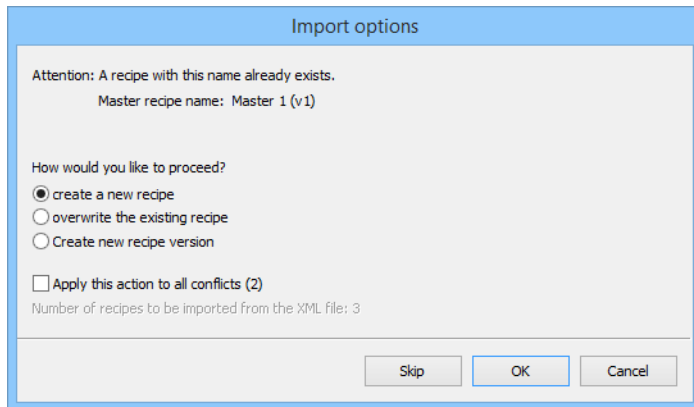 Import options
Attention: A recipe with this name already exists.
Master recipe name: Master 1 (v1)
How would you like to proceed?
create a new recipe
overwrite the existing recipe
Create new recipe version
Apply this action to all conflicts (2)
Number of recipes to be imported from the XML file: 3
Skip OK Cancel